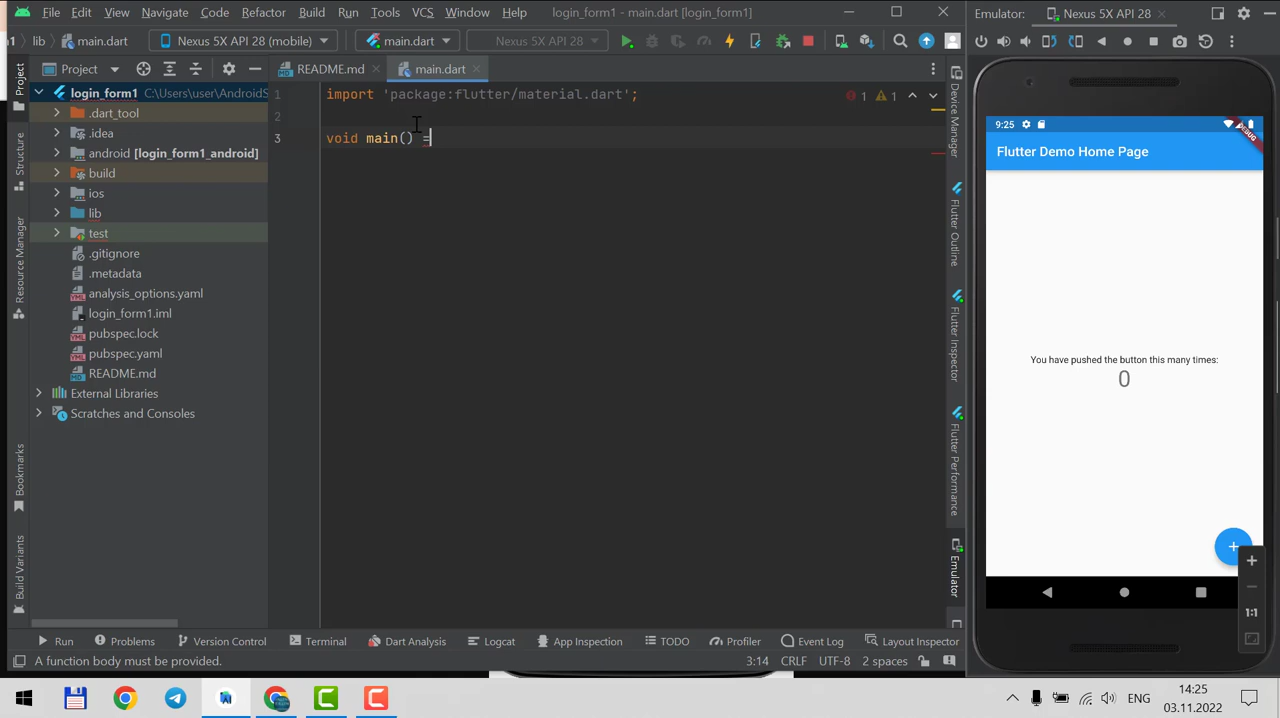 File Edit View Navigate Code Refactor Build Run Tools VCS Window Help login_form1 - main.dart [login_form1]
lib main.dart Nexus 5X API 28 (mobile) main.dart Nexus 5X API 28
Project
README.md main.dart
login_form1 C:\Users\user\AndroidS
.dart_tool
.idea
android [login_form1_android]
build
ios
lib
test
.gitignore
.metadata
analysis_options.yaml
login_form1.iml
pubspec.lock
pubspec.yaml
README.md
External Libraries
Scratches and Consoles
Project
Structure
Resource Manager
Bookmarks
Build Variants
1 import 'package:flutter/material.dart';
2
3 void main() =
1 1
Device Manager
Flutter Outline
Flutter Inspector
Flutter Performance
Emulator
Emulator: Nexus 5X API 28
9:25
DEBUG
Flutter Demo Home Page
You have pushed the button this many times:
0
+
+
1:1
Run Problems Version Control Terminal Dart Analysis Logcat App Inspection TODO Profiler Event Log Layout Inspector
A function body must be provided. 3:14 CRLF UTF-8 2 spaces
ENG
14:25
03.11.2022